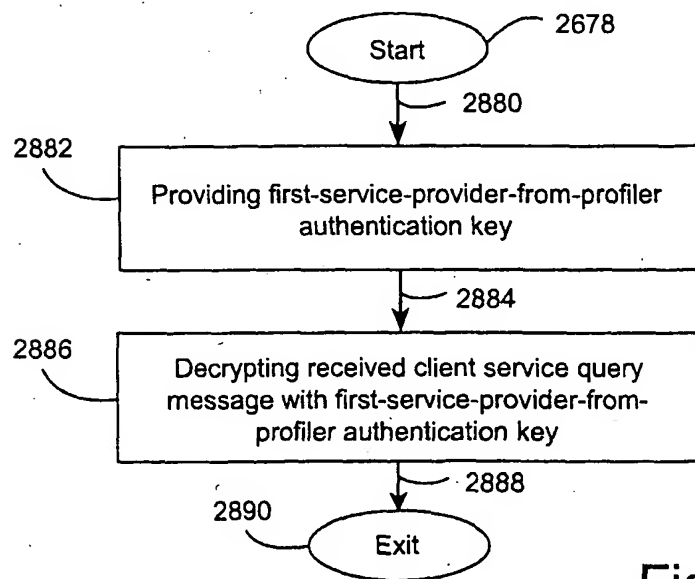 Start
2678
2880
2882
Providing first-service-provider-from-profiler
authentication key
2884
2886
Decrypting received client service query
message with first-service-provider-from-
profiler authentication key
2888
2890
Exit